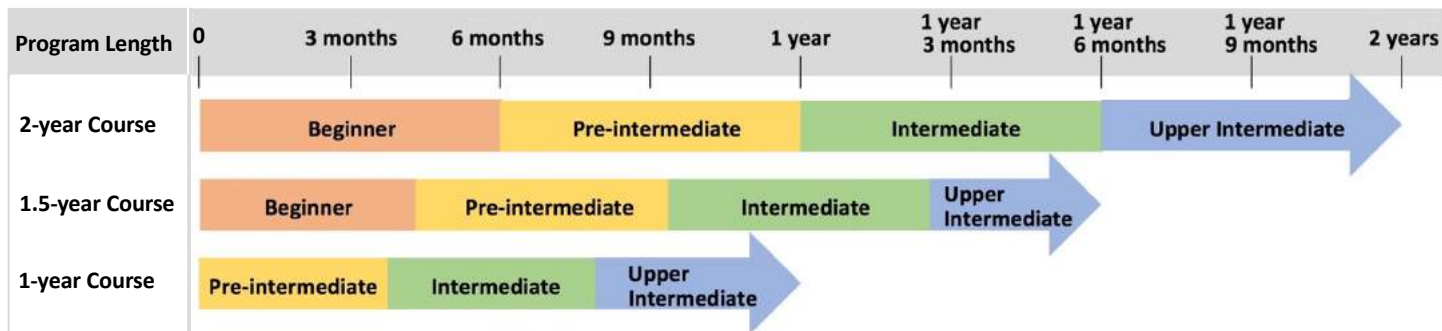 Program Length
0
3 months
6 months
9 months
1 year
1 year
3 months
1 year
6 months
1 year
9 months
2 years
2-year Course
Beginner
Pre-intermediate
Intermediate
Upper Intermediate
1.5-year Course
Beginner
Pre-intermediate
Intermediate
Upper
Intermediate
1-year Course
Pre-intermediate
Intermediate
Upper
Intermediate